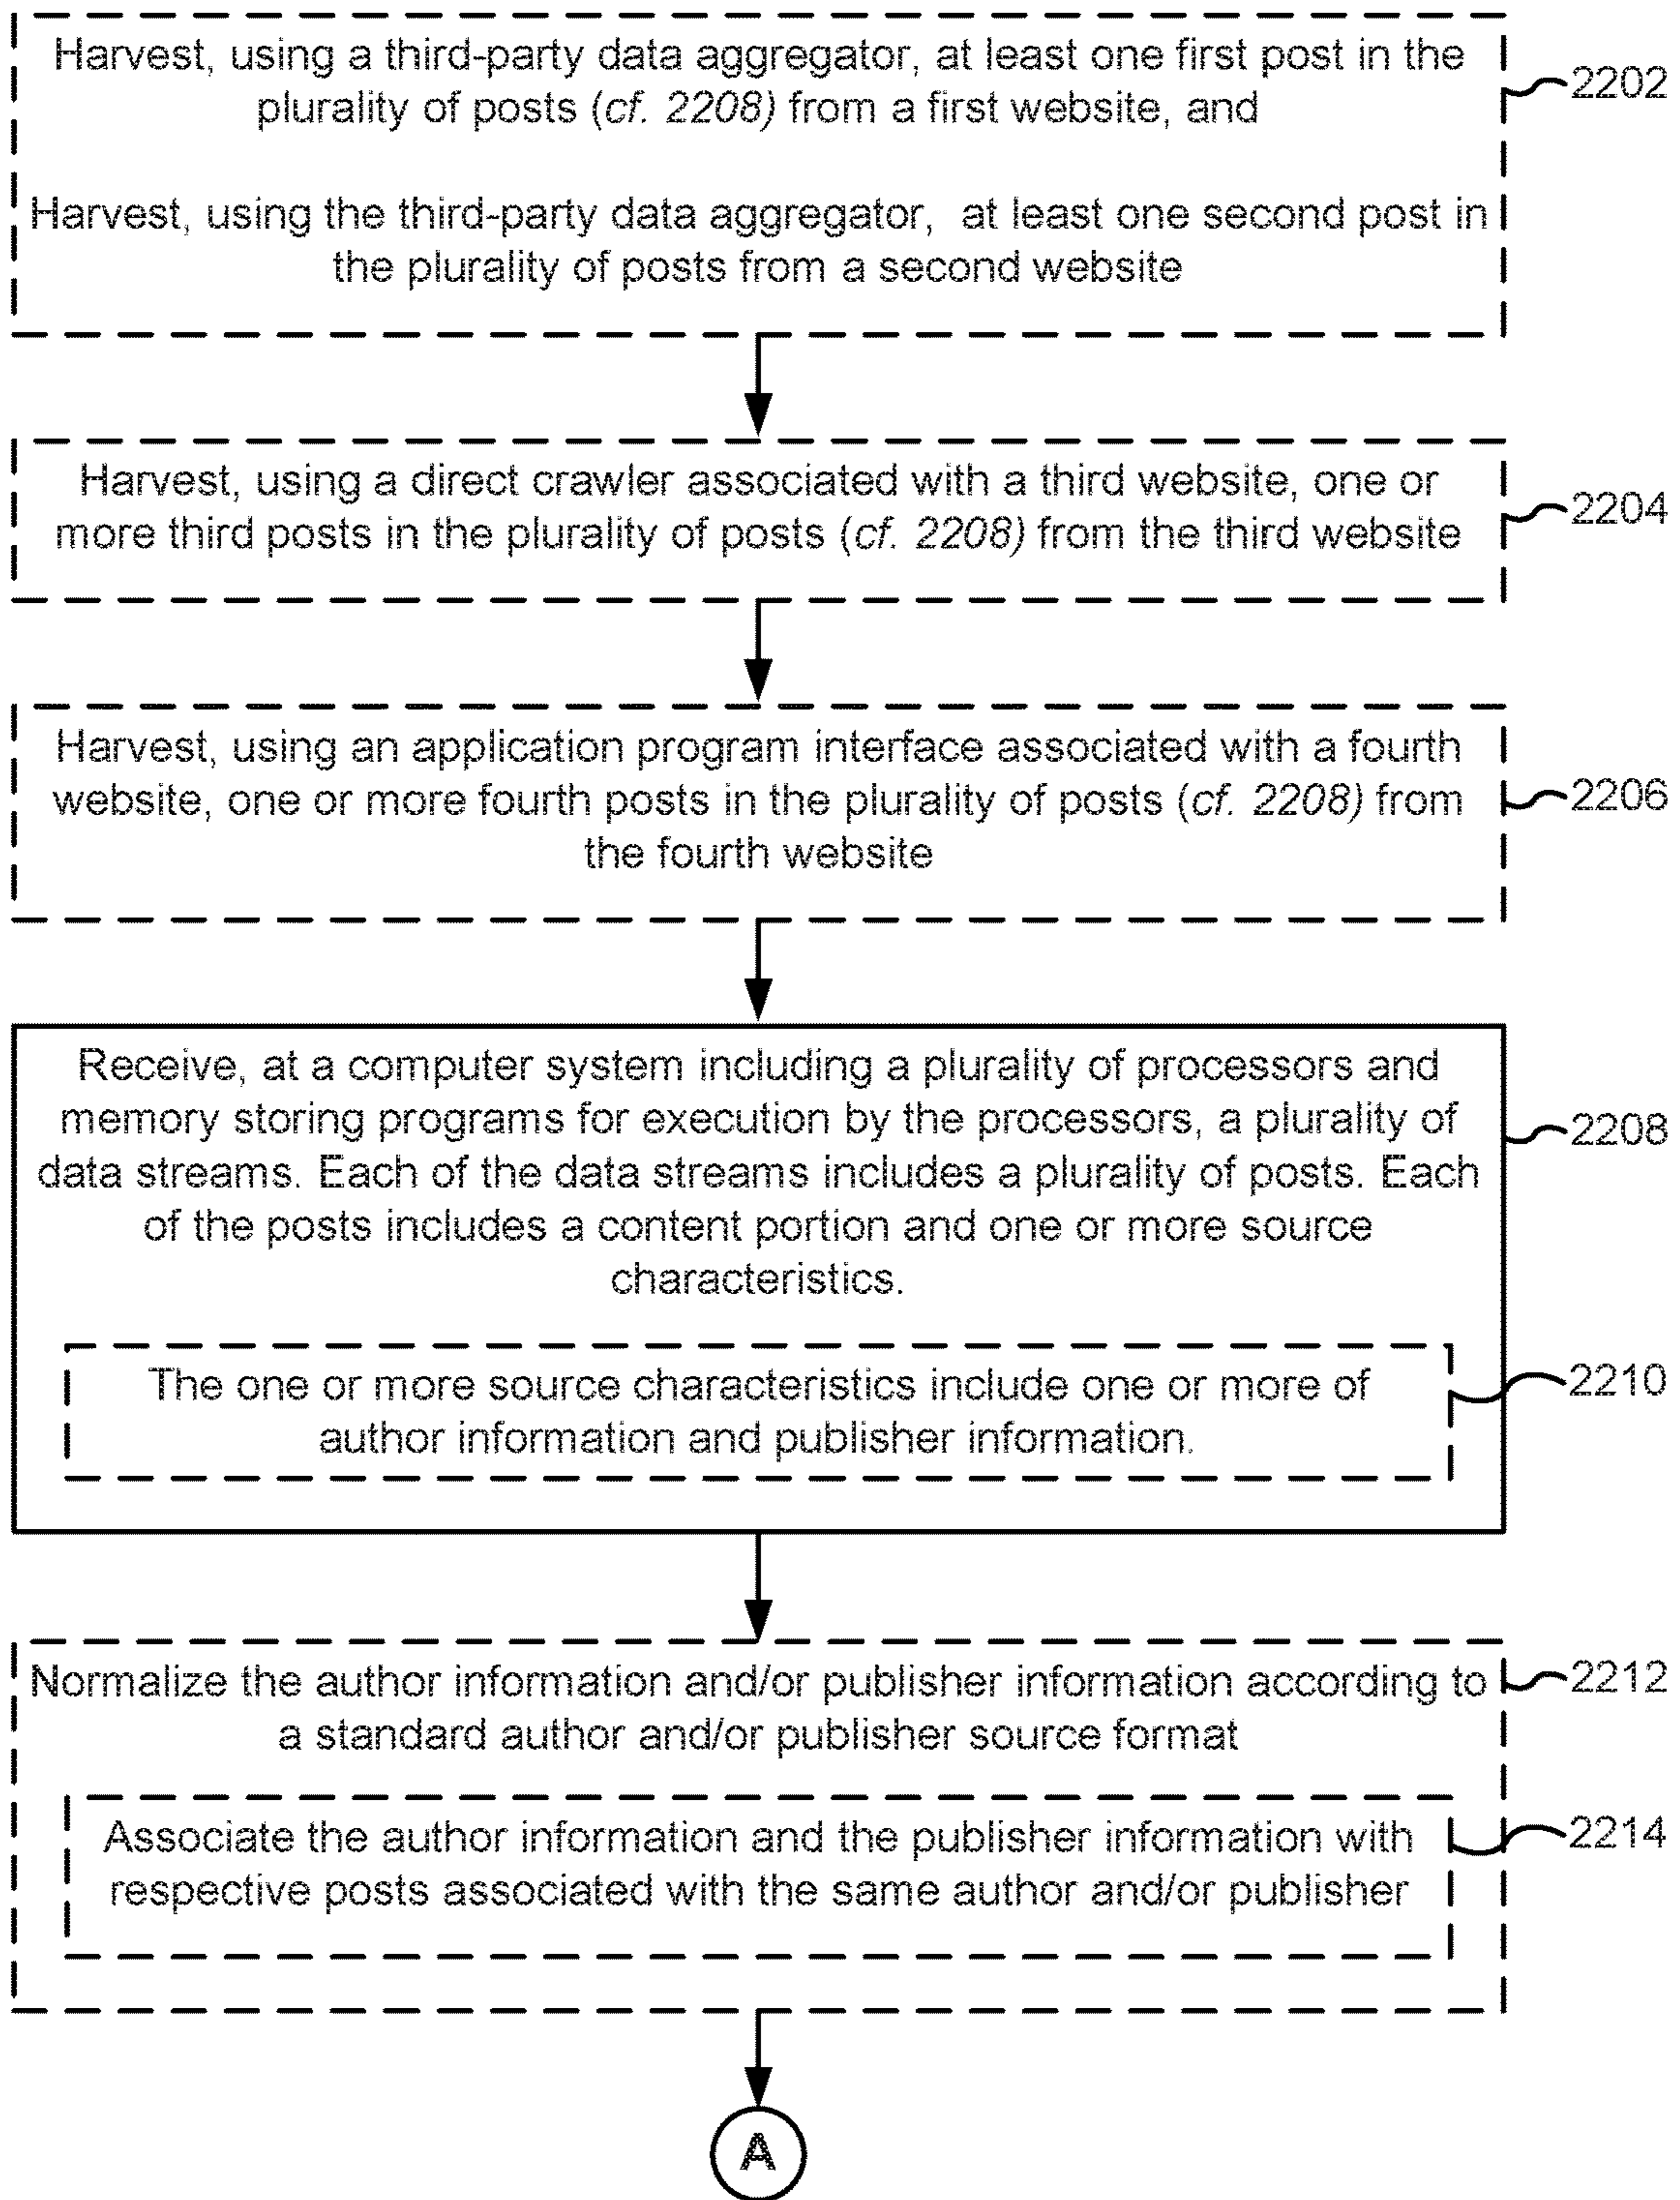 Harvest, using a third-party data aggregator, at least one first post in the
plurality of posts (cf. 2208) from a first website, and
2202
Harvest, using the third-party data aggregator, at least one second post in
the plurality of posts from a second website
Harvest, using a direct crawler associated with a third website, one or
more third posts in the plurality of posts (cf. 2208) from the third website
2204
Harvest, using an application program interface associated with a fourth
website, one or more fourth posts in the plurality of posts (cf. 2208) from
the fourth website
2206
Receive, at a computer system including a plurality of processors and
memory storing programs for execution by the processors, a plurality of
data streams. Each of the data streams includes a plurality of posts. Each
of the posts includes a content portion and one or more source
characteristics.
2208
The one or more source characteristics include one or more of
author information and publisher information.
2210
Normalize the author information and/or publisher information according to
a standard author and/or publisher source format
2212
Associate the author information and the publisher information with
respective posts associated with the same author and/or publisher
2214
A